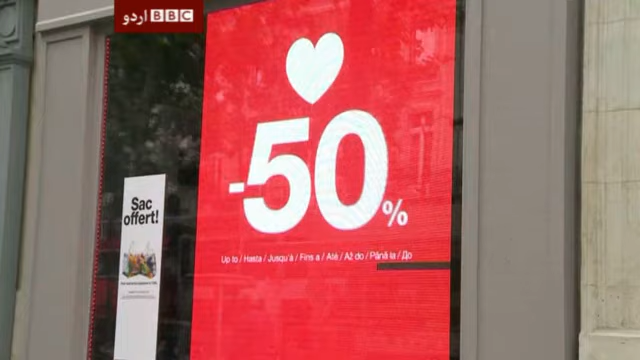 BBC اردو
-50%
Up to / Hasta / Jusqu'à / Fins a / Até / Až do / Până la / До
Sac
offert!